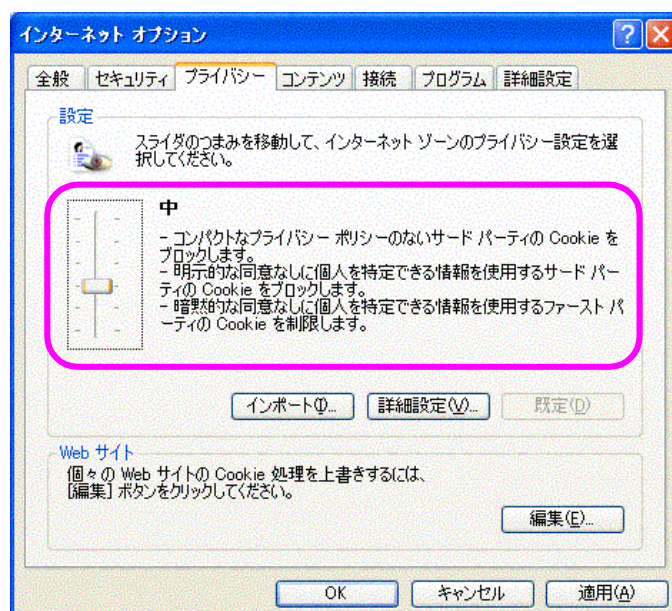 インターネット オプション
全般 セキュリティ プライバシー コンテンツ 接続 プログラム 詳細設定
設定
スライダのつまみを移動して、インターネット ゾーンのプライバシー設定を選
択してください。
中
- コンパクトなプライバシー ポリシーのないサード パーティの Cookie を
ブロックします。
- 明示的な同意なしに個人を特定できる情報を使用するサード パー
ティの Cookie をブロックします。
- 暗黙的な同意なしに個人を特定できる情報を使用するファースト パ
ーティの Cookie を制限します。
インポート(I)... 詳細設定(V)... 既定(D)
Web サイト
個々の Web サイトの Cookie 処理を上書きするには、
[編集] ボタンをクリックしてください。
編集(E)...
OK キャンセル 適用(A)